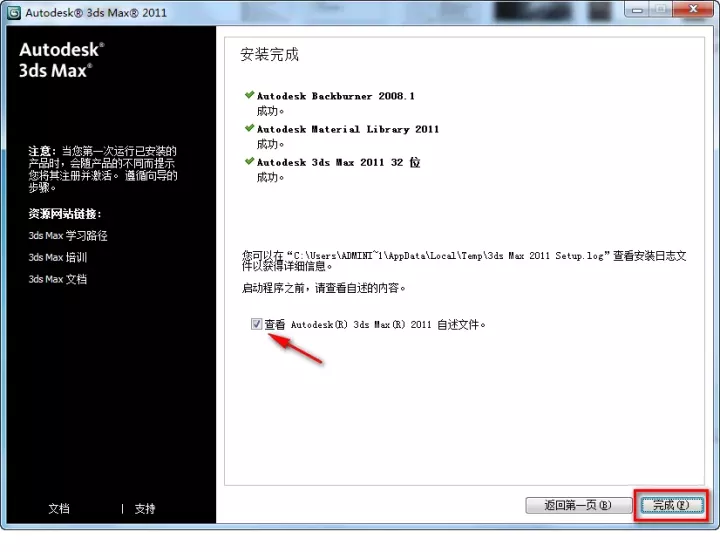 Autodesk® 3ds Max® 2011
Autodesk®
3ds Max®
注意：当您第一次运行已安装的
产品时，会随产品的不同而提示
您将其注册并激活。 遵循向导的
步骤。
资源网站链接：
3ds Max 学习路径
3ds Max 培训
3ds Max 文档
文档 | 支持
安装完成
Autodesk Backburner 2008.1
成功。
Autodesk Material Library 2011
成功。
Autodesk 3ds Max 2011 32 位
成功。
您可以在“C:\Users\ADMINI~1\AppData\Local\Temp\3ds Max 2011 Setup.log”查看安装日志文
件以获得详细信息。
启动程序之前，请查看自述的内容。
查看 Autodesk(R) 3ds Max(R) 2011 自述文件。
返回第一页(B)
完成(F)